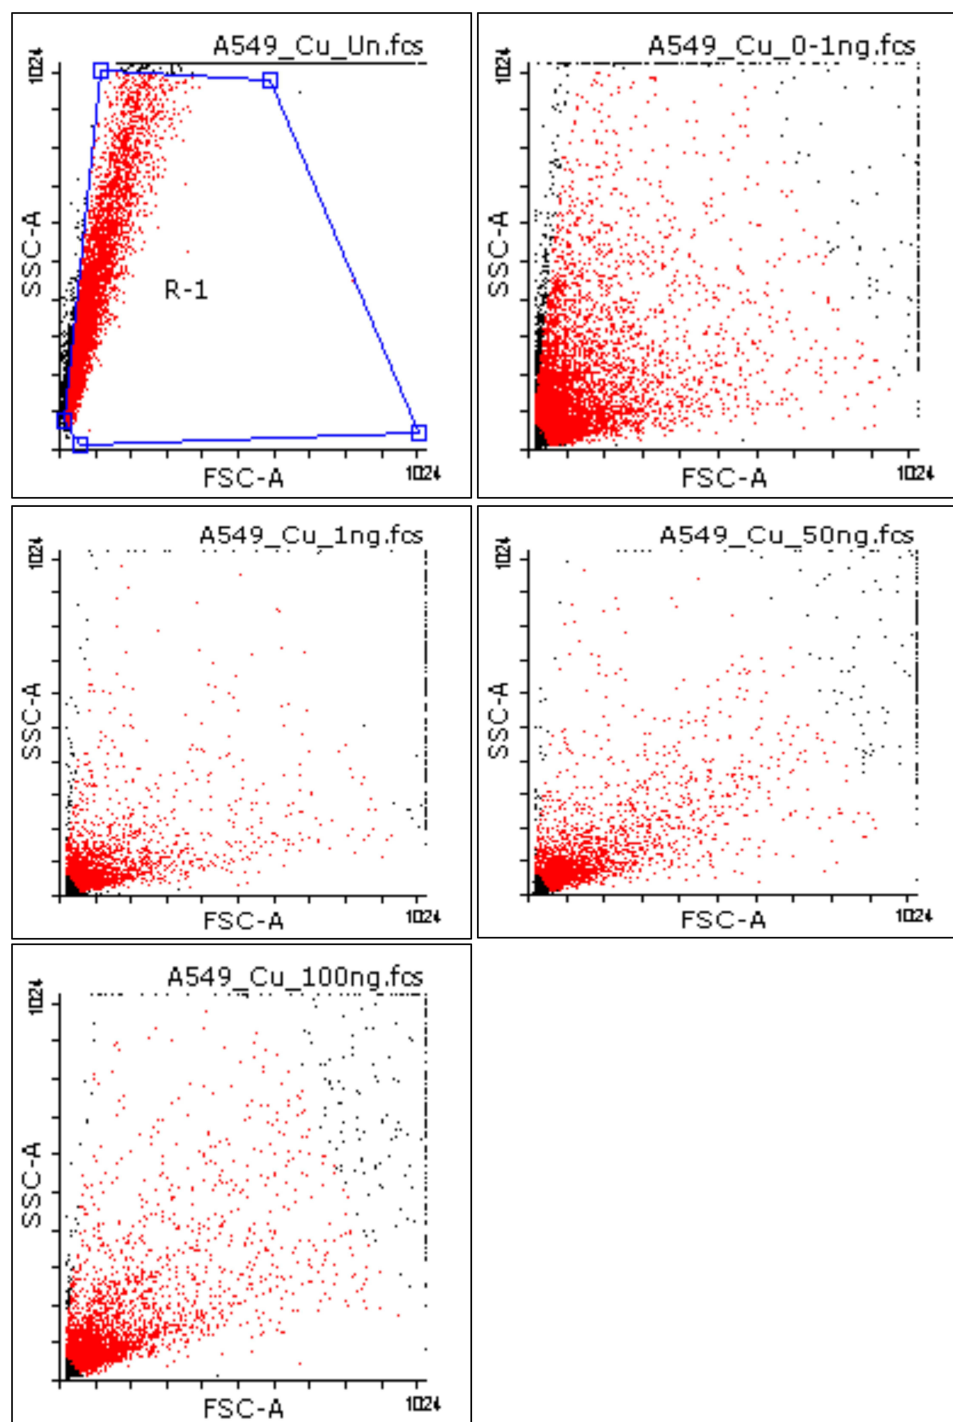 A549_Cu_Un.fcs
1024
SSC-A
R-1
FSC-A
1024
A549_Cu_0-1ng.fcs
1024
SSC-A
FSC-A
1024
A549_Cu_1ng.fcs
1024
SSC-A
FSC-A
1024
A549_Cu_50ng.fcs
1024
SSC-A
FSC-A
1024
A549_Cu_100ng.fcs
1024
SSC-A
FSC-A
1024